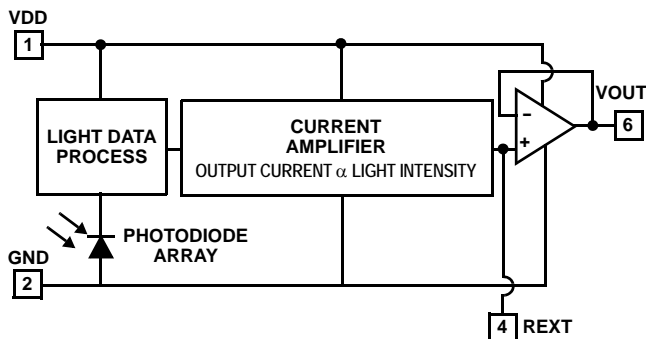 VDD
1
LIGHT DATA
PROCESS
CURRENT
AMPLIFIER
OUTPUT CURRENT α LIGHT INTENSITY
-
+
VOUT
6
PHOTODIODE
ARRAY
GND
2
4
REXT